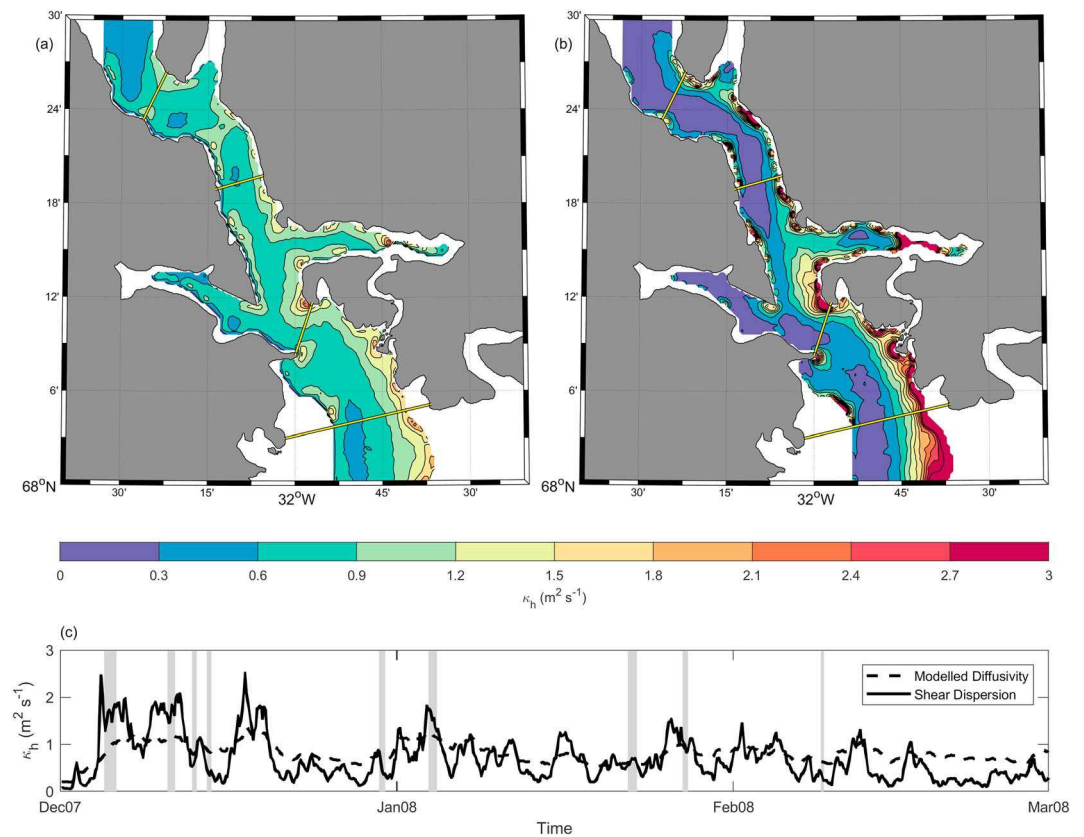 (a)
(b)
30'
24'
18'
12'
6'
68°N
30'
15'
32°W
45'
30'
30'
24'
18'
12'
6'
68°N
30'
15'
32°W
45'
30'
0 0.3 0.6 0.9 1.2 1.5 1.8 2.1 2.4 2.7 3
κh (m² s⁻¹)
(c)
κh (m² s⁻¹)
3
2
1
0
Modelled Diffusivity
Shear Dispersion
Dec07 Jan08 Feb08 Mar08
Time